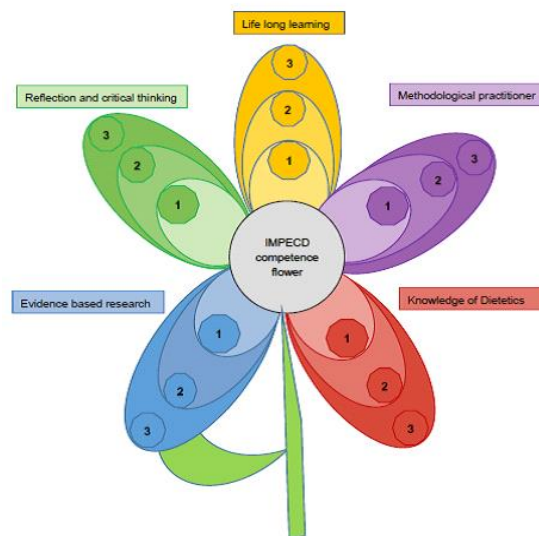 Life long learning
3
2
1
Reflection and critical thinking
3
2
1
Methodological practitioner
3
2
1
IMPECD
competence
flower
Evidence based research
1
2
3
Knowledge of Dietetics
1
2
3